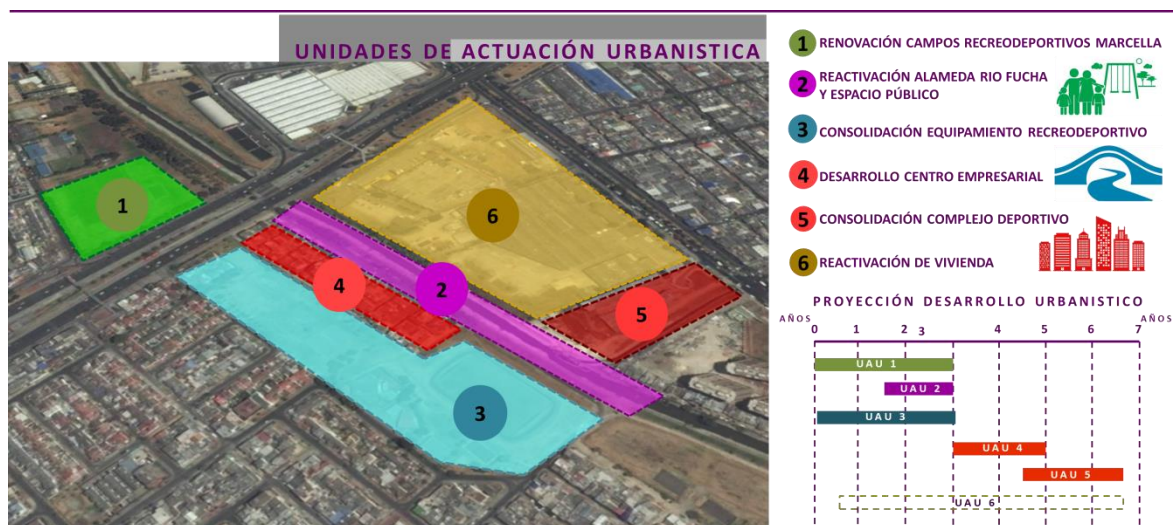 UNIDADES DE ACTUACIÓN URBANISTICA
1
6
4
2
5
3
1 RENOVACIÓN CAMPOS RECREODEPORTIVOS MARCELLA
2 REACTIVACIÓN ALAMEDA RIO FUCHA
Y ESPACIO PÚBLICO
3 CONSOLIDACIÓN EQUIPAMIENTO RECREODEPORTIVO
4 DESARROLLO CENTRO EMPRESARIAL
5 CONSOLIDACIÓN COMPLEJO DEPORTIVO
6 REACTIVACIÓN DE VIVIENDA
PROYECCIÓN DESARROLLO URBANISTICO
AÑOS 0 1 2 3 4 5 6 7 AÑOS
UAU 1
UAU 2
UAU 3
UAU 4
UAU 5
UAU 6